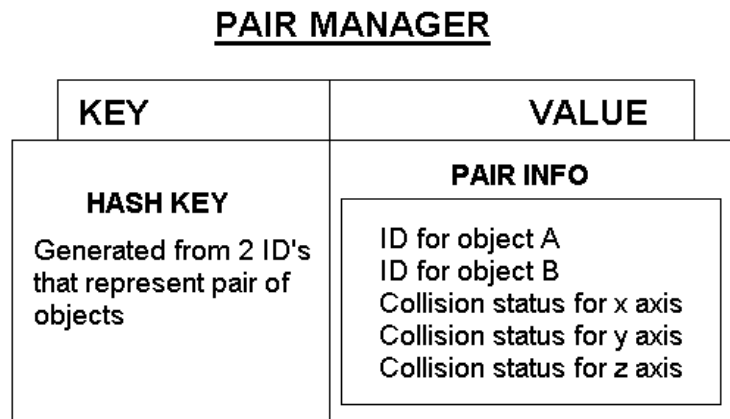 PAIR MANAGER
KEY
VALUE
HASH KEY
Generated from 2 ID's
that represent pair of
objects
PAIR INFO
ID for object A
ID for object B
Collision status for x axis
Collision status for y axis
Collision status for z axis